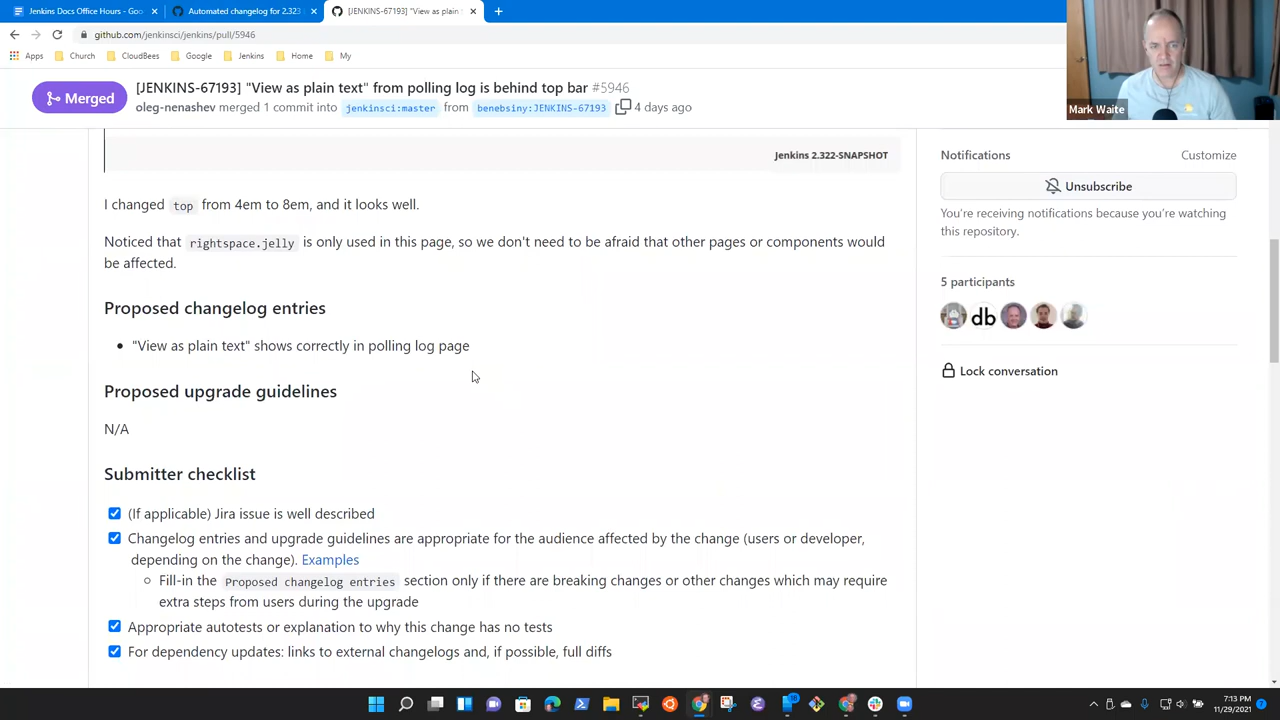 Jenkins Docs Office Hours - Goo
Automated changelog for 2.323
[JENKINS-67193] "View as plain t
github.com/jenkinsci/jenkins/pull/5946
Apps
Church
CloudBees
Google
Jenkins
Home
My
Mark Waite
Merged
[JENKINS-67193] "View as plain text" from polling log is behind top bar #5946
oleg-nenashev merged 1 commit into jenkinsci:master from benebsiny:JENKINS-67193 4 days ago
Jenkins 2.322-SNAPSHOT
I changed top from 4em to 8em, and it looks well.
Noticed that rightspace.jelly is only used in this page, so we don't need to be afraid that other pages or components would
be affected.
Proposed changelog entries
"View as plain text" shows correctly in polling log page
Proposed upgrade guidelines
N/A
Submitter checklist
(If applicable) Jira issue is well described
Changelog entries and upgrade guidelines are appropriate for the audience affected by the change (users or developer,
depending on the change). Examples
Fill-in the Proposed changelog entries section only if there are breaking changes or other changes which may require
extra steps from users during the upgrade
Appropriate autotests or explanation to why this change has no tests
For dependency updates: links to external changelogs and, if possible, full diffs
Notifications
Customize
Unsubscribe
You're receiving notifications because you're watching
this repository.
5 participants
db
Lock conversation
7:13 PM
11/29/2021